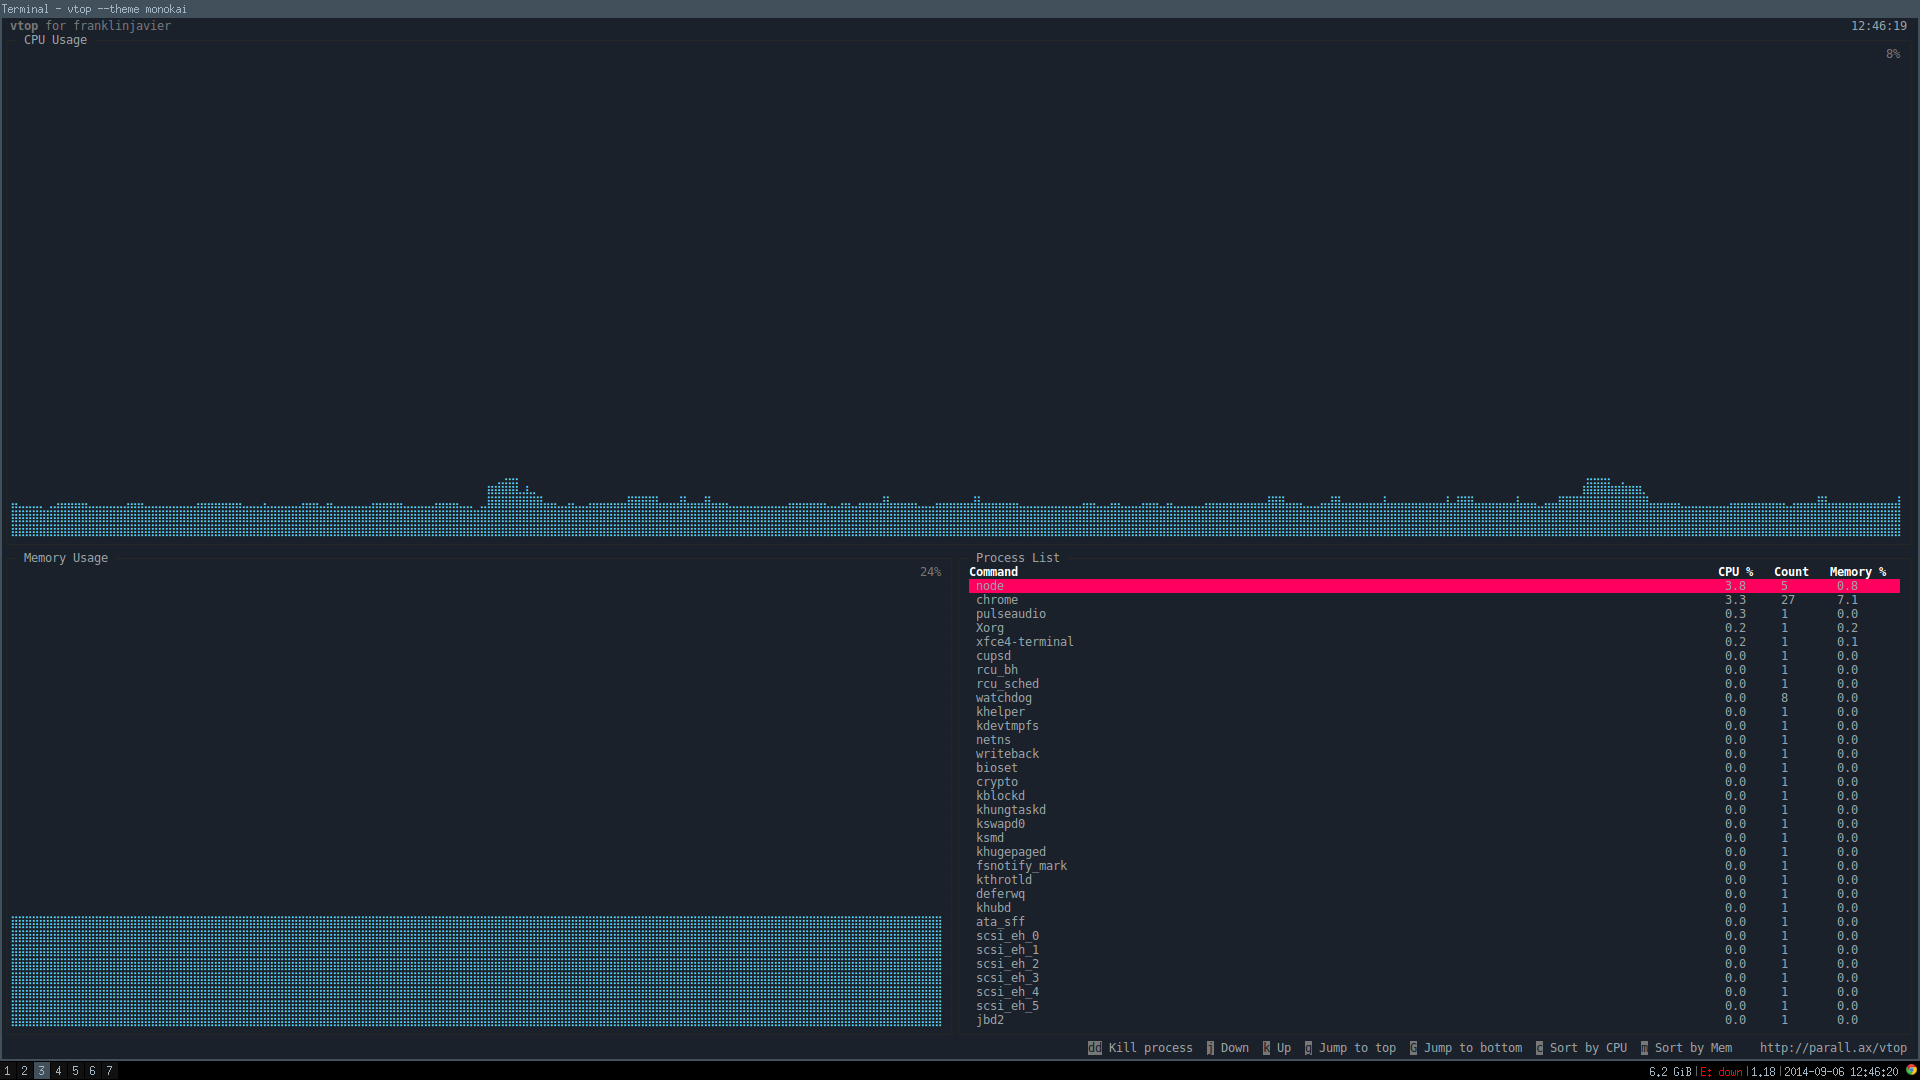 Terminal - vtop --theme monokai
vtop for franklinjavier 12:46:19
CPU Usage
8%
Memory Usage
24%
Process List
Command CPU % Count Memory %
node 3.8 5 0.8
chrome 3.3 27 7.1
pulseaudio 0.3 1 0.0
Xorg 0.2 1 0.2
xfce4-terminal 0.2 1 0.1
cupsd 0.0 1 0.0
rcu_bh 0.0 1 0.0
rcu_sched 0.0 1 0.0
watchdog 0.0 8 0.0
khelper 0.0 1 0.0
kdevtmpfs 0.0 1 0.0
netns 0.0 1 0.0
writeback 0.0 1 0.0
bioset 0.0 1 0.0
crypto 0.0 1 0.0
kblockd 0.0 1 0.0
khungtaskd 0.0 1 0.0
kswapd0 0.0 1 0.0
ksmd 0.0 1 0.0
khugepaged 0.0 1 0.0
fsnotify_mark 0.0 1 0.0
kthrotld 0.0 1 0.0
deferwq 0.0 1 0.0
khubd 0.0 1 0.0
ata_sff 0.0 1 0.0
scsi_eh_0 0.0 1 0.0
scsi_eh_1 0.0 1 0.0
scsi_eh_2 0.0 1 0.0
scsi_eh_3 0.0 1 0.0
scsi_eh_4 0.0 1 0.0
scsi_eh_5 0.0 1 0.0
jbd2 0.0 1 0.0
dd Kill process j Down k Up g Jump to top G Jump to bottom c Sort by CPU m Sort by Mem http://parall.ax/vtop
1 2 3 4 5 6 7 6.2 GiB|E: down|1.18|2014-09-06 12:46:20